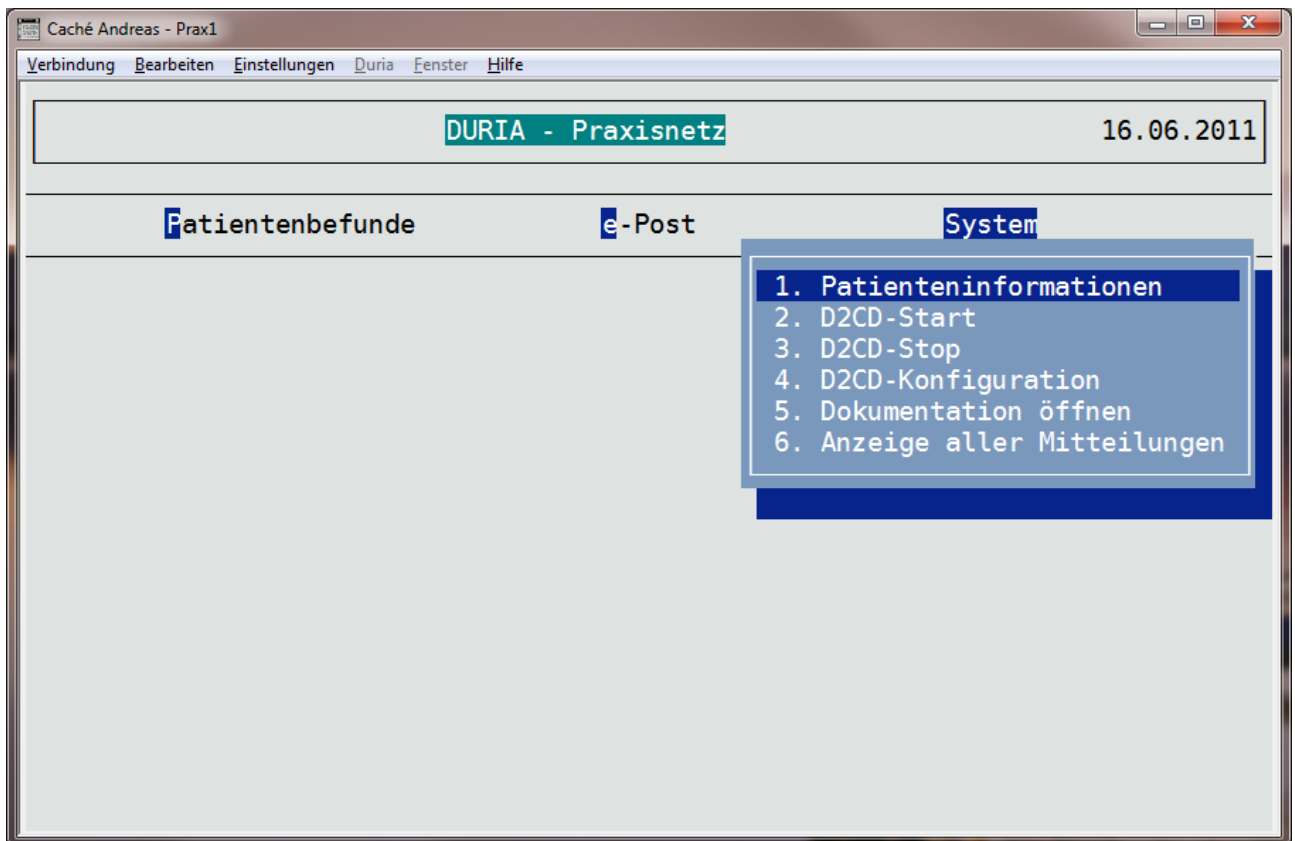 Caché Andreas - Prax1
Verbindung Bearbeiten Einstellungen Duria Fenster Hilfe
DURIA - Praxisnetz 16.06.2011
Patientenbefunde e-Post System
1. Patienteninformationen
2. D2CD-Start
3. D2CD-Stop
4. D2CD-Konfiguration
5. Dokumentation öffnen
6. Anzeige aller Mitteilungen